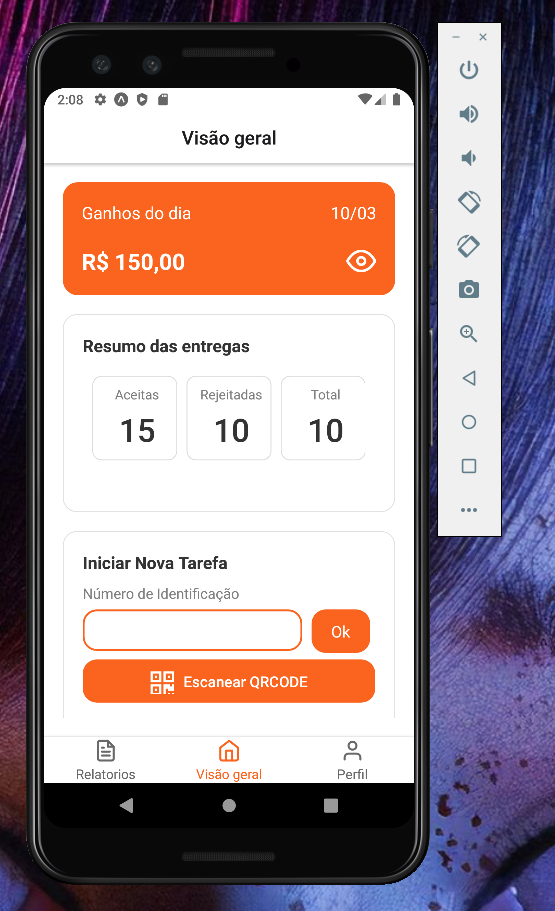 2:08
Visão geral
Ganhos do dia 10/03
R$ 150,00
Resumo das entregas
Aceitas Rejeitadas Total
15 10 10
Iniciar Nova Tarefa
Número de Identificação
Ok
Escanear QRCODE
Relatorios Visão geral Perfil